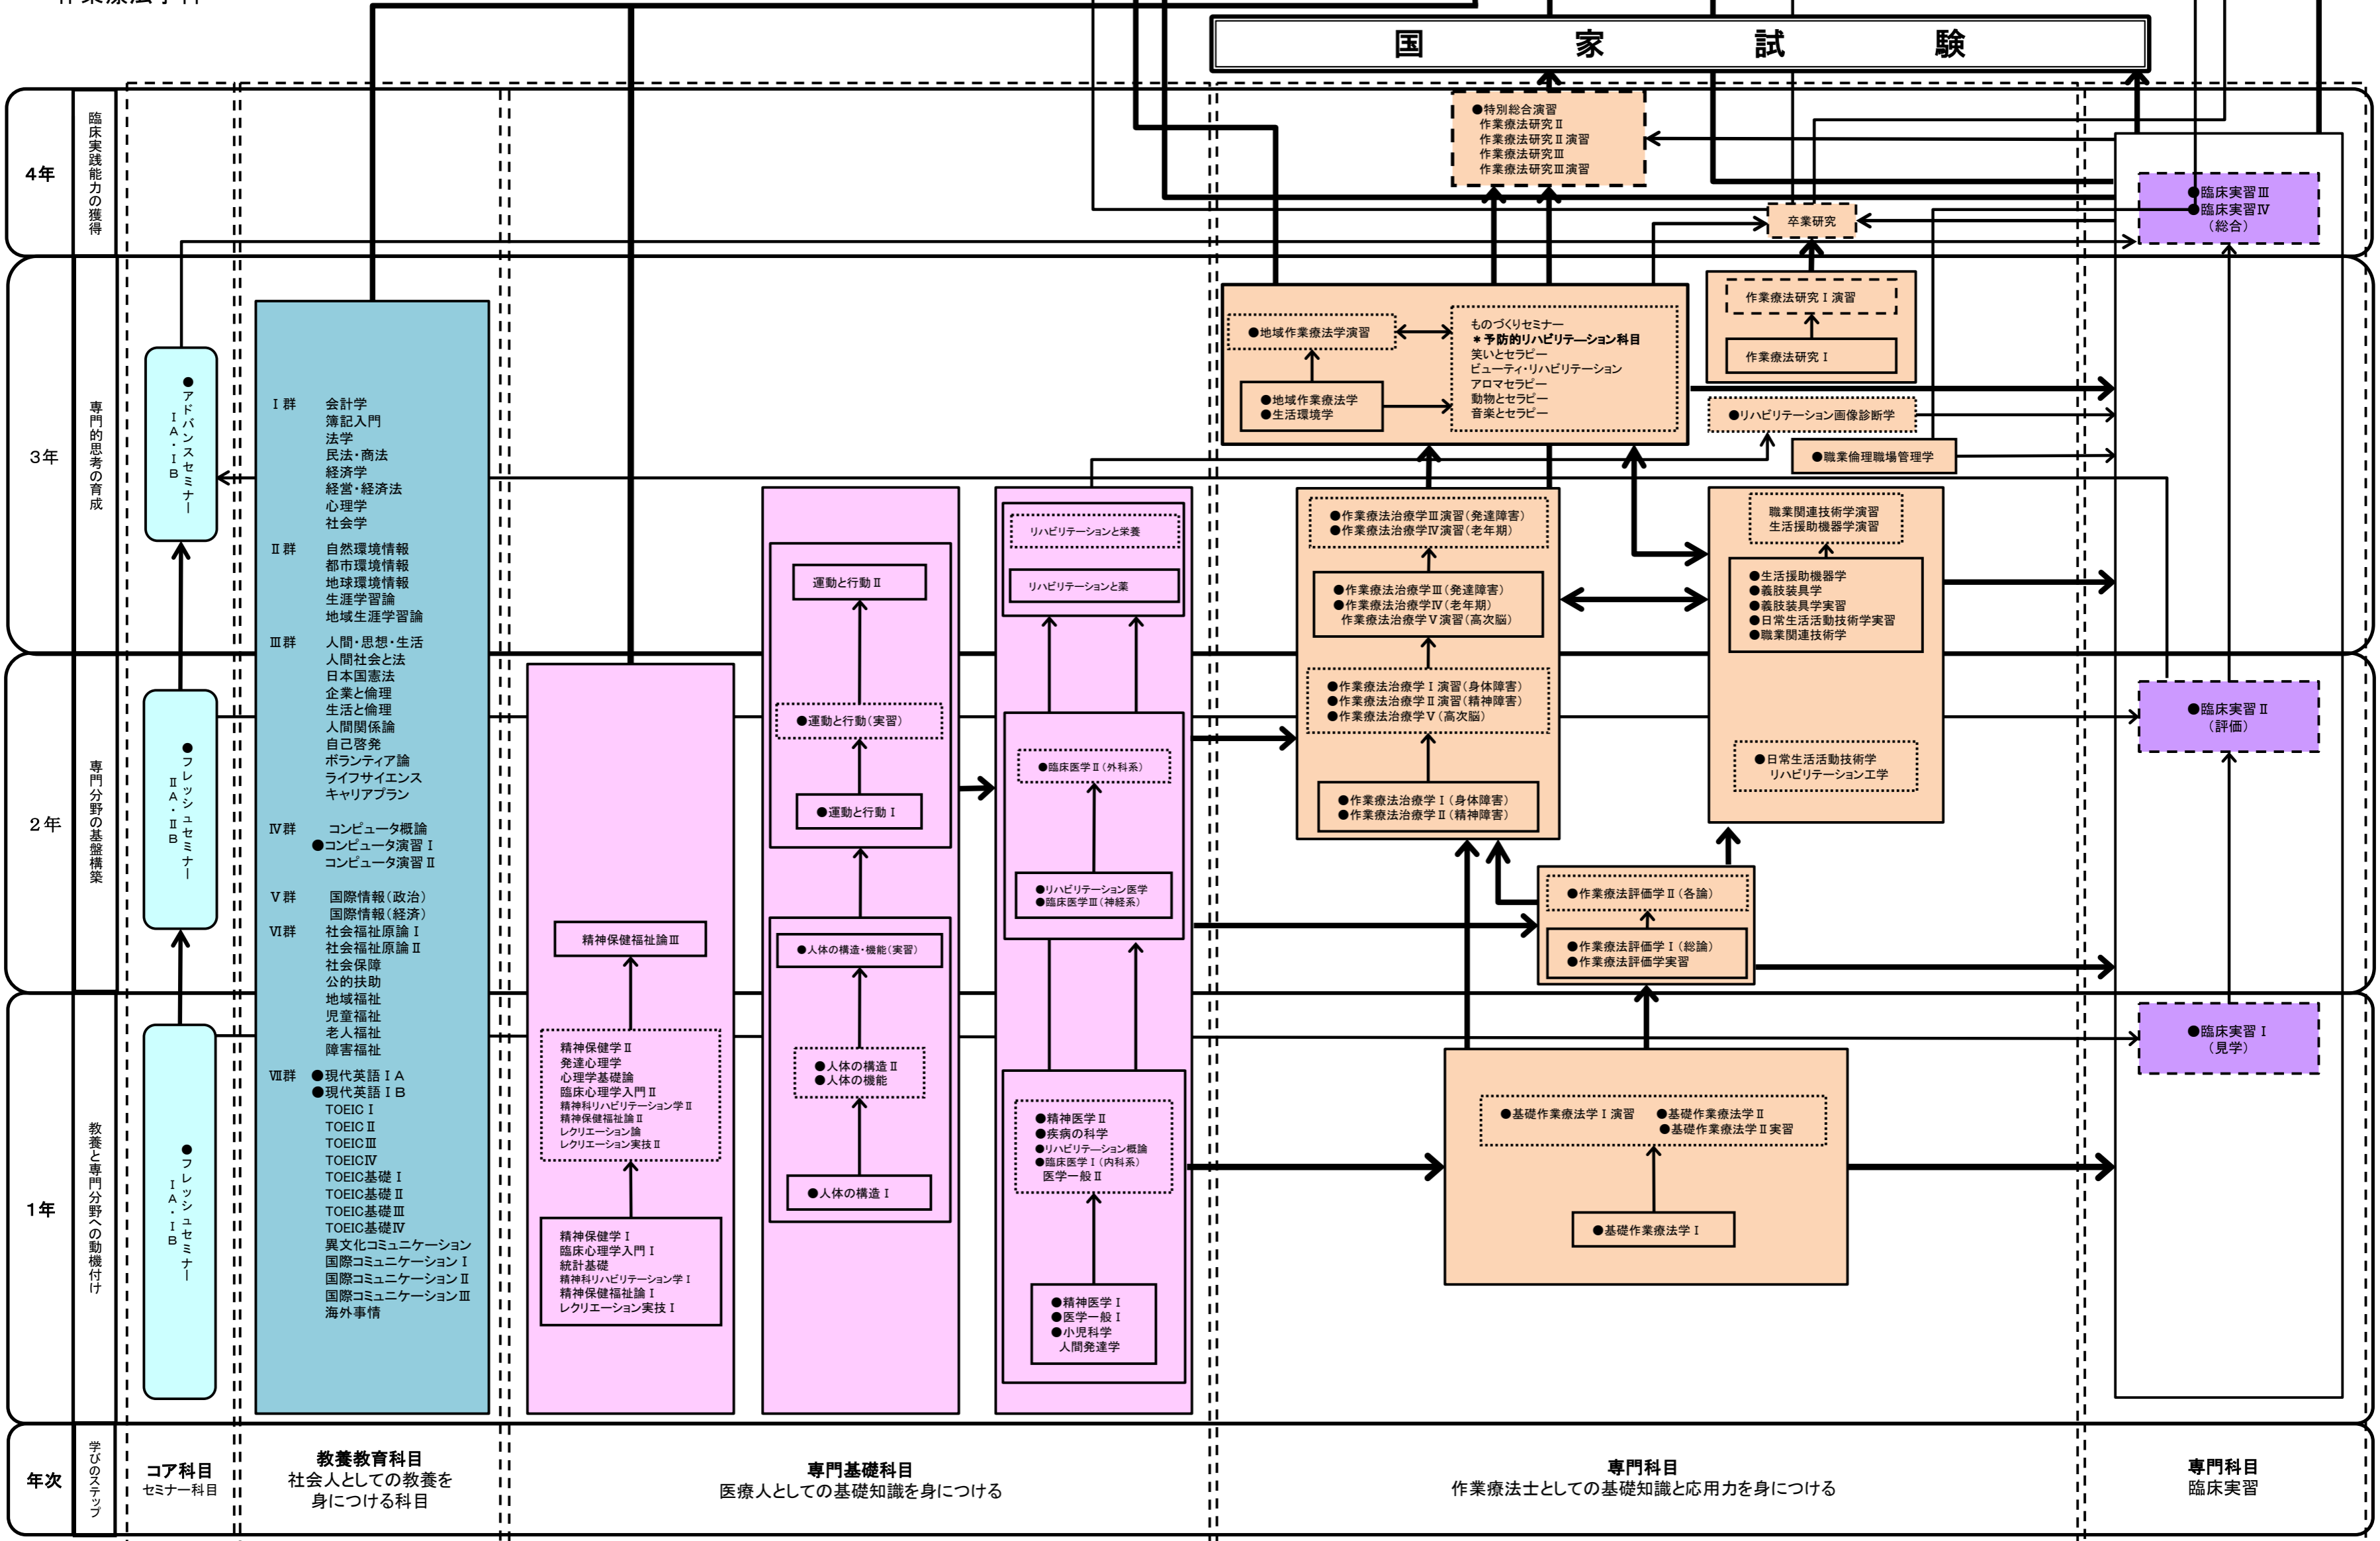 国家試験
4年
臨床実践能力の獲得
●特別総合演習
作業療法研究Ⅱ
作業療法研究Ⅱ演習
作業療法研究Ⅲ
作業療法研究Ⅲ演習
卒業研究
●臨床実習Ⅲ
●臨床実習Ⅳ
(総合)
3年
専門的思考の育成
●アドバンスセミナー
ⅠA・ⅠB
Ⅰ群 会計学
簿記入門
法学
民法・商法
経済学
経営・経済法
心理学
社会学
Ⅱ群 自然環境情報
都市環境情報
地球環境情報
生涯学習論
地域生涯学習論
Ⅲ群 人間・思想・生活
人間社会と法
日本国憲法
企業と倫理
生活と倫理
人間関係論
自己啓発
ボランティア論
ライフサイエンス
キャリアプラン
Ⅳ群 コンピュータ概論
●コンピュータ演習Ⅰ
コンピュータ演習Ⅱ
Ⅴ群 国際情報(政治)
国際情報(経済)
Ⅵ群 社会福祉原論Ⅰ
社会福祉原論Ⅱ
社会保障
公的扶助
地域福祉
児童福祉
老人福祉
障害福祉
Ⅶ群 ●現代英語ⅠA
●現代英語ⅠB
TOEICⅠ
TOEICⅡ
TOEICⅢ
TOEICⅣ
TOEIC基礎Ⅰ
TOEIC基礎Ⅱ
TOEIC基礎Ⅲ
TOEIC基礎Ⅳ
異文化コミュニケーション
国際コミュニケーションⅠ
国際コミュニケーションⅡ
国際コミュニケーションⅢ
海外事情
●地域作業療法学演習
●地域作業療法学
●生活環境学
ものづくりセミナー
*予防的リハビリテーション科目
笑いとセラピー
ビューティ・リハビリテーション
アロマセラピー
動物とセラピー
音楽とセラピー
作業療法研究Ⅰ演習
作業療法研究Ⅰ
●リハビリテーション画像診断学
●職業倫理職場管理学
運動と行動Ⅱ
リハビリテーションと栄養
リハビリテーションと薬
●作業療法治療学Ⅲ演習(発達障害)
●作業療法治療学Ⅳ演習(老年期)
●作業療法治療学Ⅲ(発達障害)
●作業療法治療学Ⅳ(老年期)
作業療法治療学Ⅴ演習(高次脳)
職業関連技術学演習
生活援助機器学演習
●生活援助機器学
●義肢装具学
●義肢装具学実習
●日常生活活動技術学実習
●職業関連技術学
2年
専門分野の基盤構築
●フレッシュセミナー
ⅡA・ⅡB
精神保健福祉論Ⅲ
●運動と行動(実習)
●運動と行動Ⅰ
●人体の構造・機能(実習)
●臨床医学Ⅱ(外科系)
●リハビリテーション医学
●臨床医学Ⅲ(神経系)
●作業療法治療学Ⅰ演習(身体障害)
●作業療法治療学Ⅱ演習(精神障害)
●作業療法治療学Ⅴ(高次脳)
●作業療法治療学Ⅰ(身体障害)
●作業療法治療学Ⅱ(精神障害)
●日常生活活動技術学
リハビリテーション工学
●作業療法評価学Ⅱ(各論)
●作業療法評価学Ⅰ(総論)
●作業療法評価学実習
●臨床実習Ⅱ
(評価)
1年
教養と専門分野への動機付け
●フレッシュセミナー
ⅠA・ⅠB
精神保健学Ⅱ
発達心理学
心理学基礎論
臨床心理学入門Ⅱ
精神科リハビリテーション学Ⅱ
精神保健福祉論Ⅱ
レクリエーション論
レクリエーション実技Ⅱ
精神保健学Ⅰ
臨床心理学入門Ⅰ
統計基礎
精神科リハビリテーション学Ⅰ
精神保健福祉論Ⅰ
レクリエーション実技Ⅰ
●人体の構造Ⅱ
●人体の機能
●人体の構造Ⅰ
●精神医学Ⅱ
●疾病の科学
●リハビリテーション概論
●臨床医学Ⅰ(内科系)
医学一般Ⅱ
●精神医学Ⅰ
●医学一般Ⅰ
●小児科学
人間発達学
●基礎作業療法学Ⅰ演習 ●基礎作業療法学Ⅱ
●基礎作業療法学Ⅱ実習
●基礎作業療法学Ⅰ
●臨床実習Ⅰ
(見学)
年次
学びのステップ
コア科目
セミナー科目
教養教育科目
社会人としての教養を
身につける科目
専門基礎科目
医療人としての基礎知識を身につける
専門科目
作業療法士としての基礎知識と応用力を身につける
専門科目
臨床実習